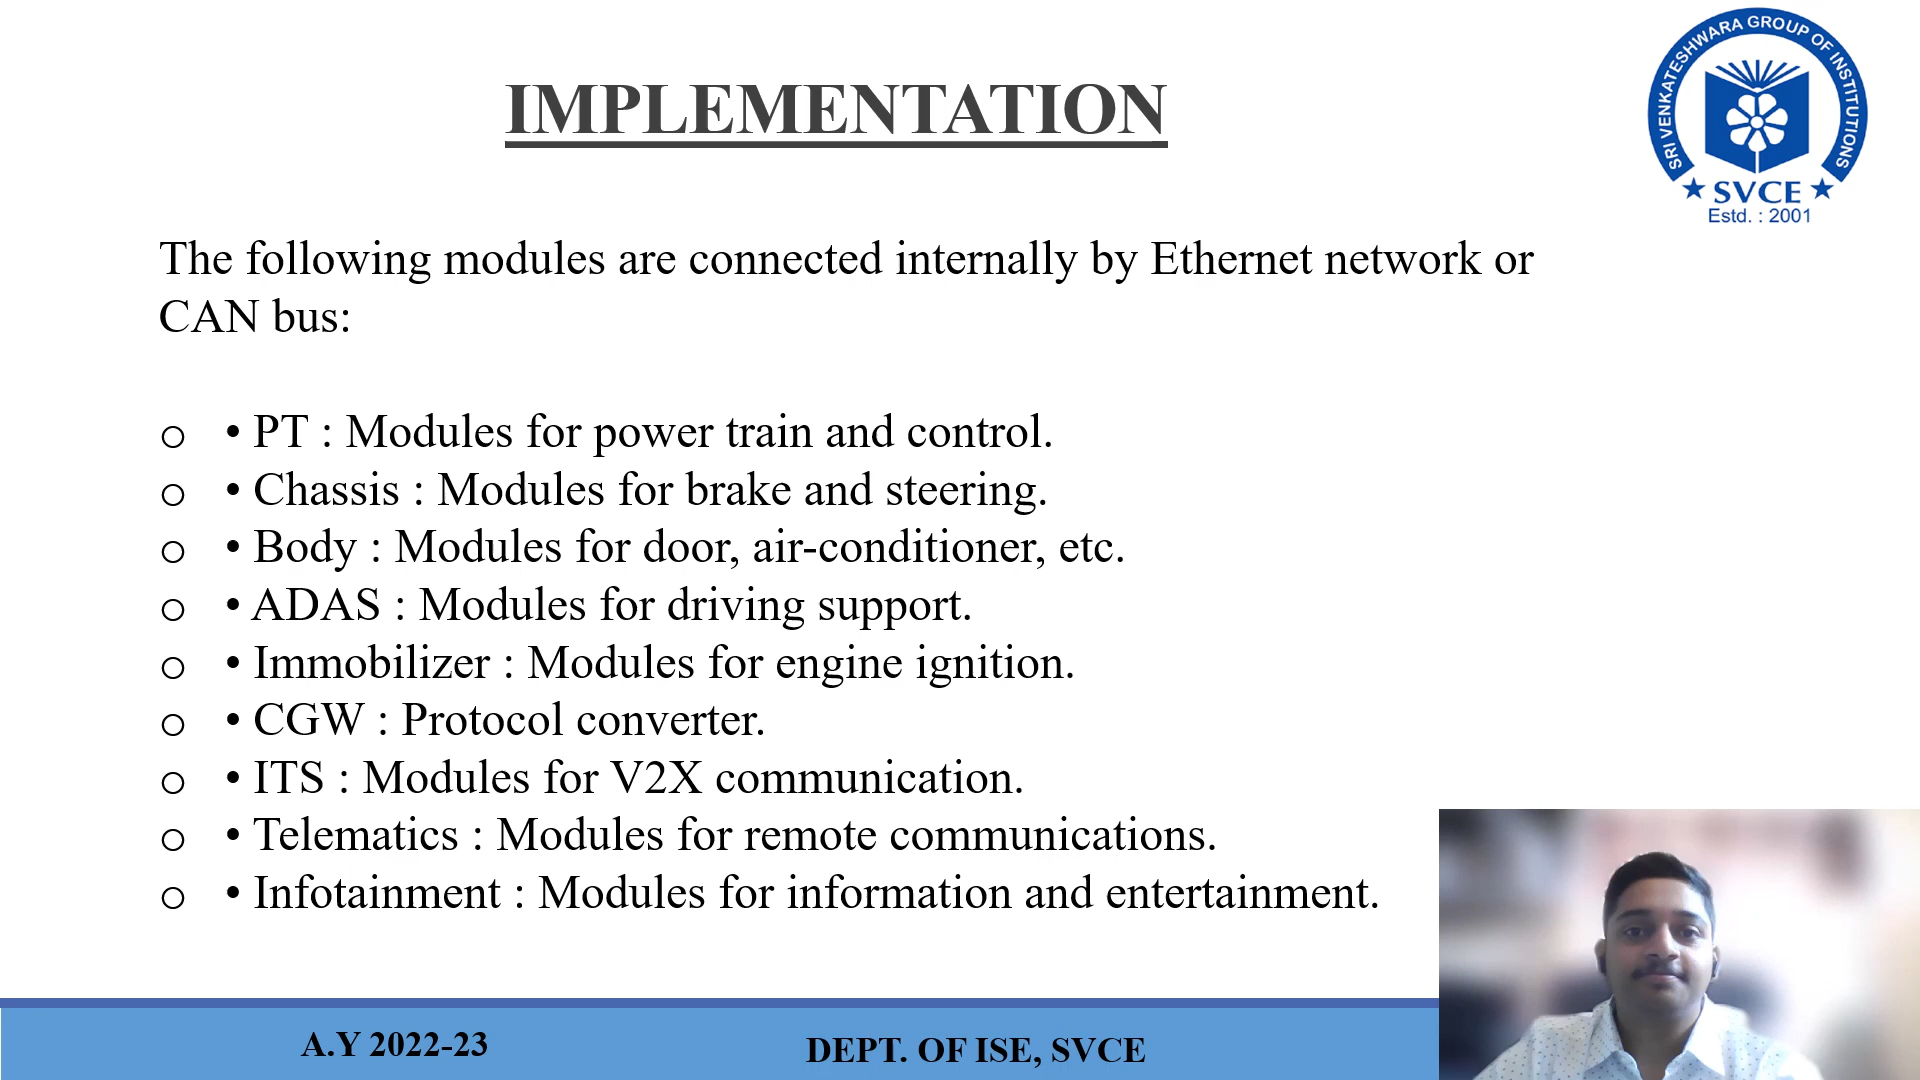 IMPLEMENTATION
SRI VENKATESHWARA GROUP OF INSTITUTIONS
★ SVCE ★
Estd. : 2001
The following modules are connected internally by Ethernet network or
CAN bus:
o • PT : Modules for power train and control.
o • Chassis : Modules for brake and steering.
o • Body : Modules for door, air-conditioner, etc.
o • ADAS : Modules for driving support.
o • Immobilizer : Modules for engine ignition.
o • CGW : Protocol converter.
o • ITS : Modules for V2X communication.
o • Telematics : Modules for remote communications.
o • Infotainment : Modules for information and entertainment.
A.Y 2022-23
DEPT. OF ISE, SVCE